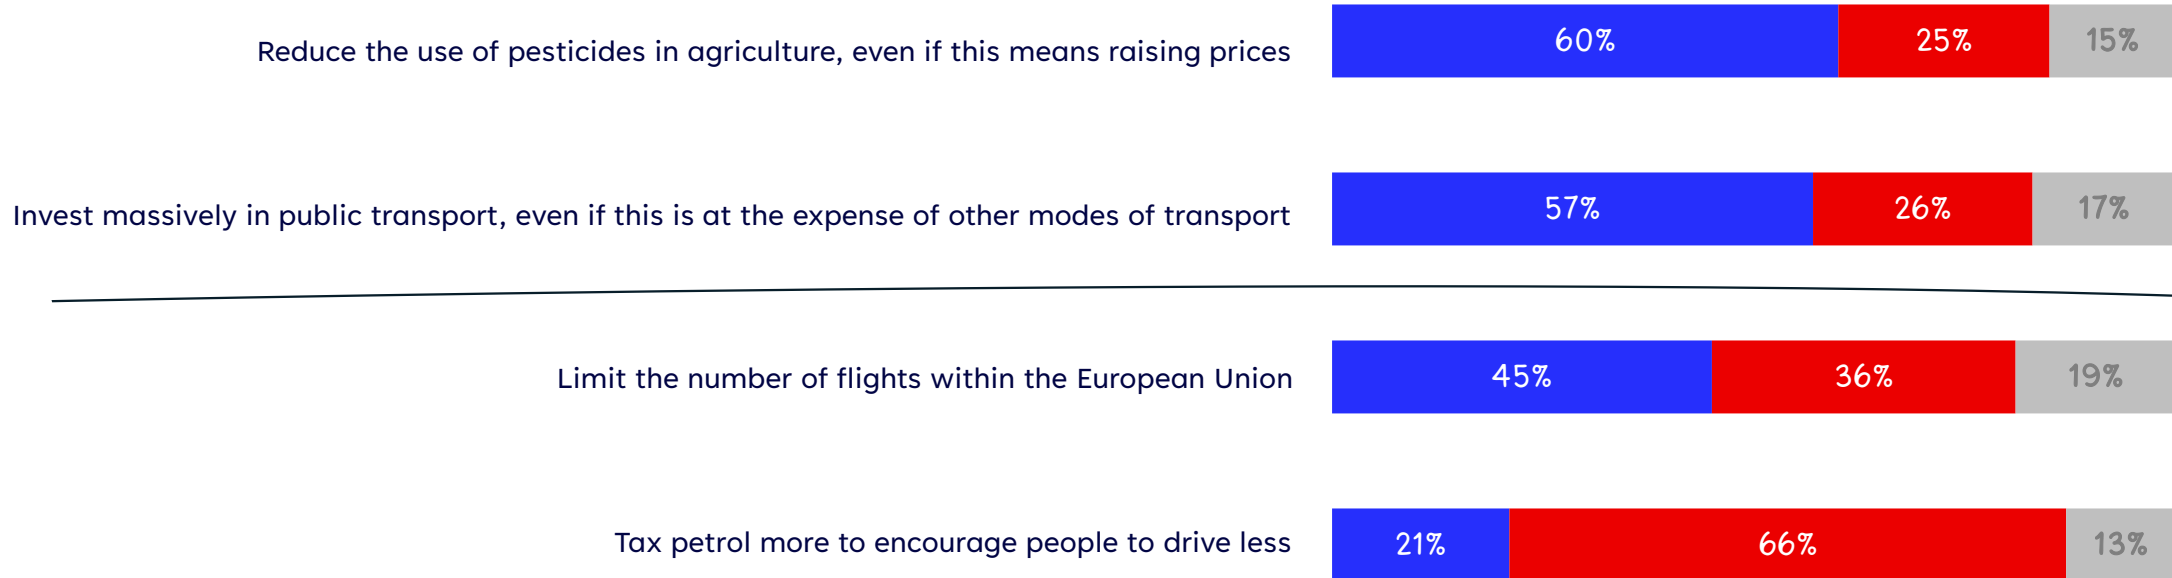 Reduce the use of pesticides in agriculture, even if this means raising prices 60% 25% 15%
Invest massively in public transport, even if this is at the expense of other modes of transport 57% 26% 17%
Limit the number of flights within the European Union 45% 36% 19%
Tax petrol more to encourage people to drive less 21% 66% 13%